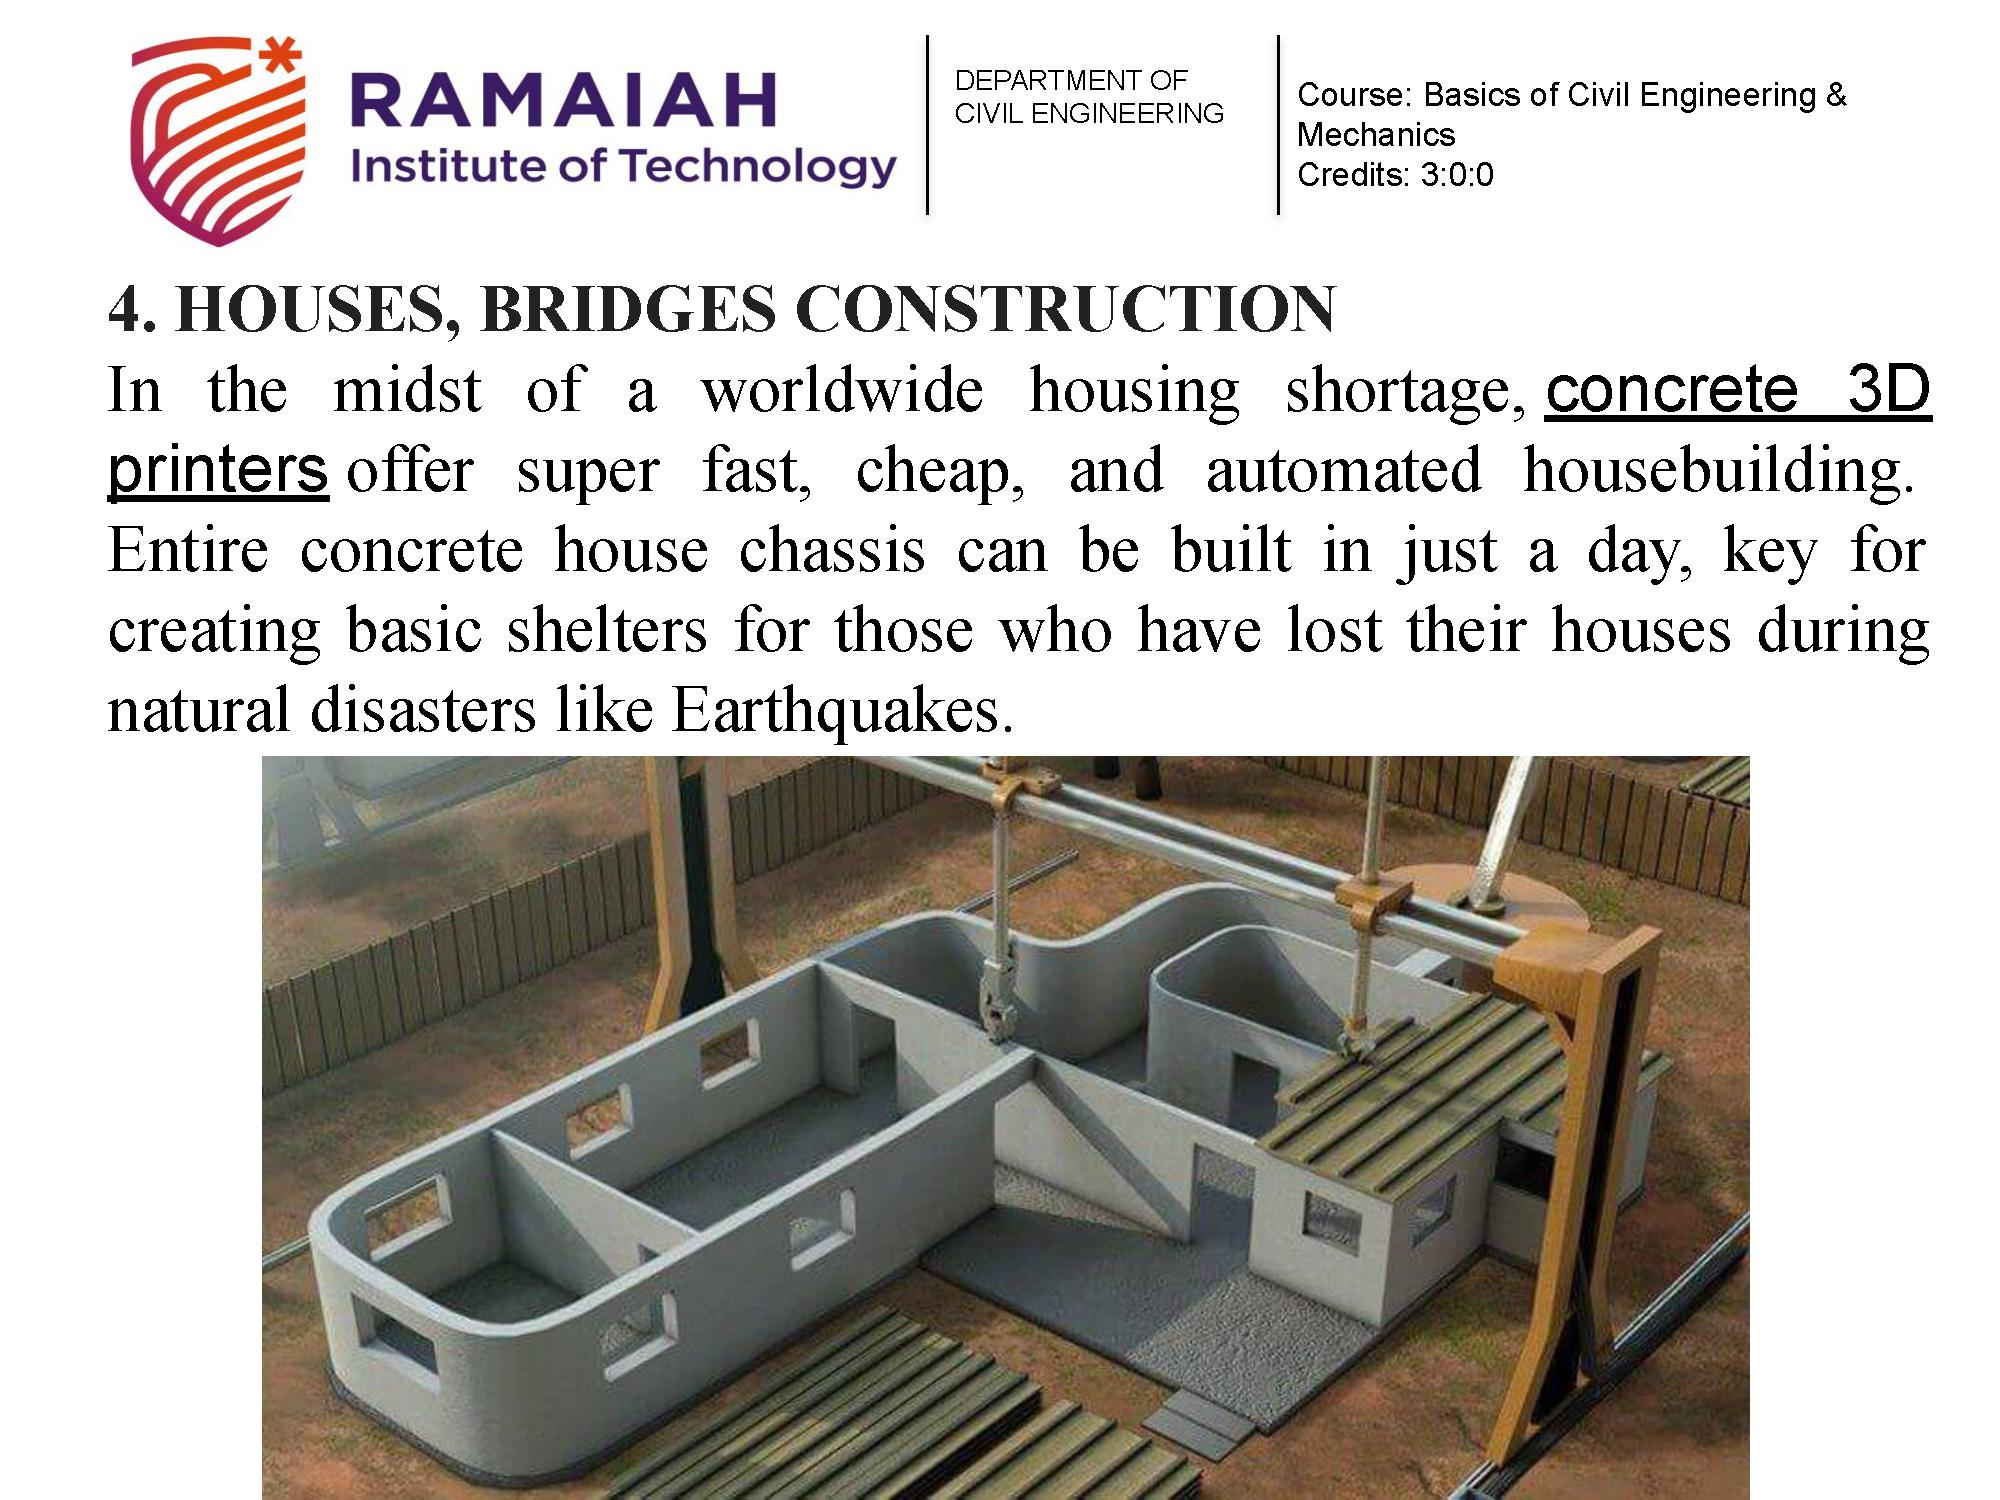 RAMAIAH
Institute of Technology
DEPARTMENT OF
CIVIL ENGINEERING
Course: Basics of Civil Engineering &
Mechanics
Credits: 3:0:0
4. HOUSES, BRIDGES CONSTRUCTION
In the midst of a worldwide housing shortage, concrete 3D
printers offer super fast, cheap, and automated housebuilding.
Entire concrete house chassis can be built in just a day, key for
creating basic shelters for those who have lost their houses during
natural disasters like Earthquakes.